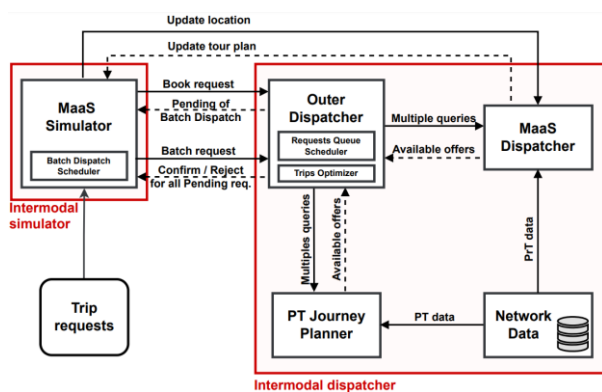 Update location
Update tour plan
MaaS
Simulator
Batch Dispatch
Scheduler
Intermodal
simulator
Trip
requests
Book request
Pending of
Batch Dispatch
Batch request
Confirm / Reject
for all Pending req.
Outer
Dispatcher
Requests Queue
Scheduler
Trips Optimizer
Multiple queries
Available offers
MaaS
Dispatcher
Multiples queries
Available offers
PrT data
PT Journey
Planner
PT data
Network
Data
Intermodal dispatcher